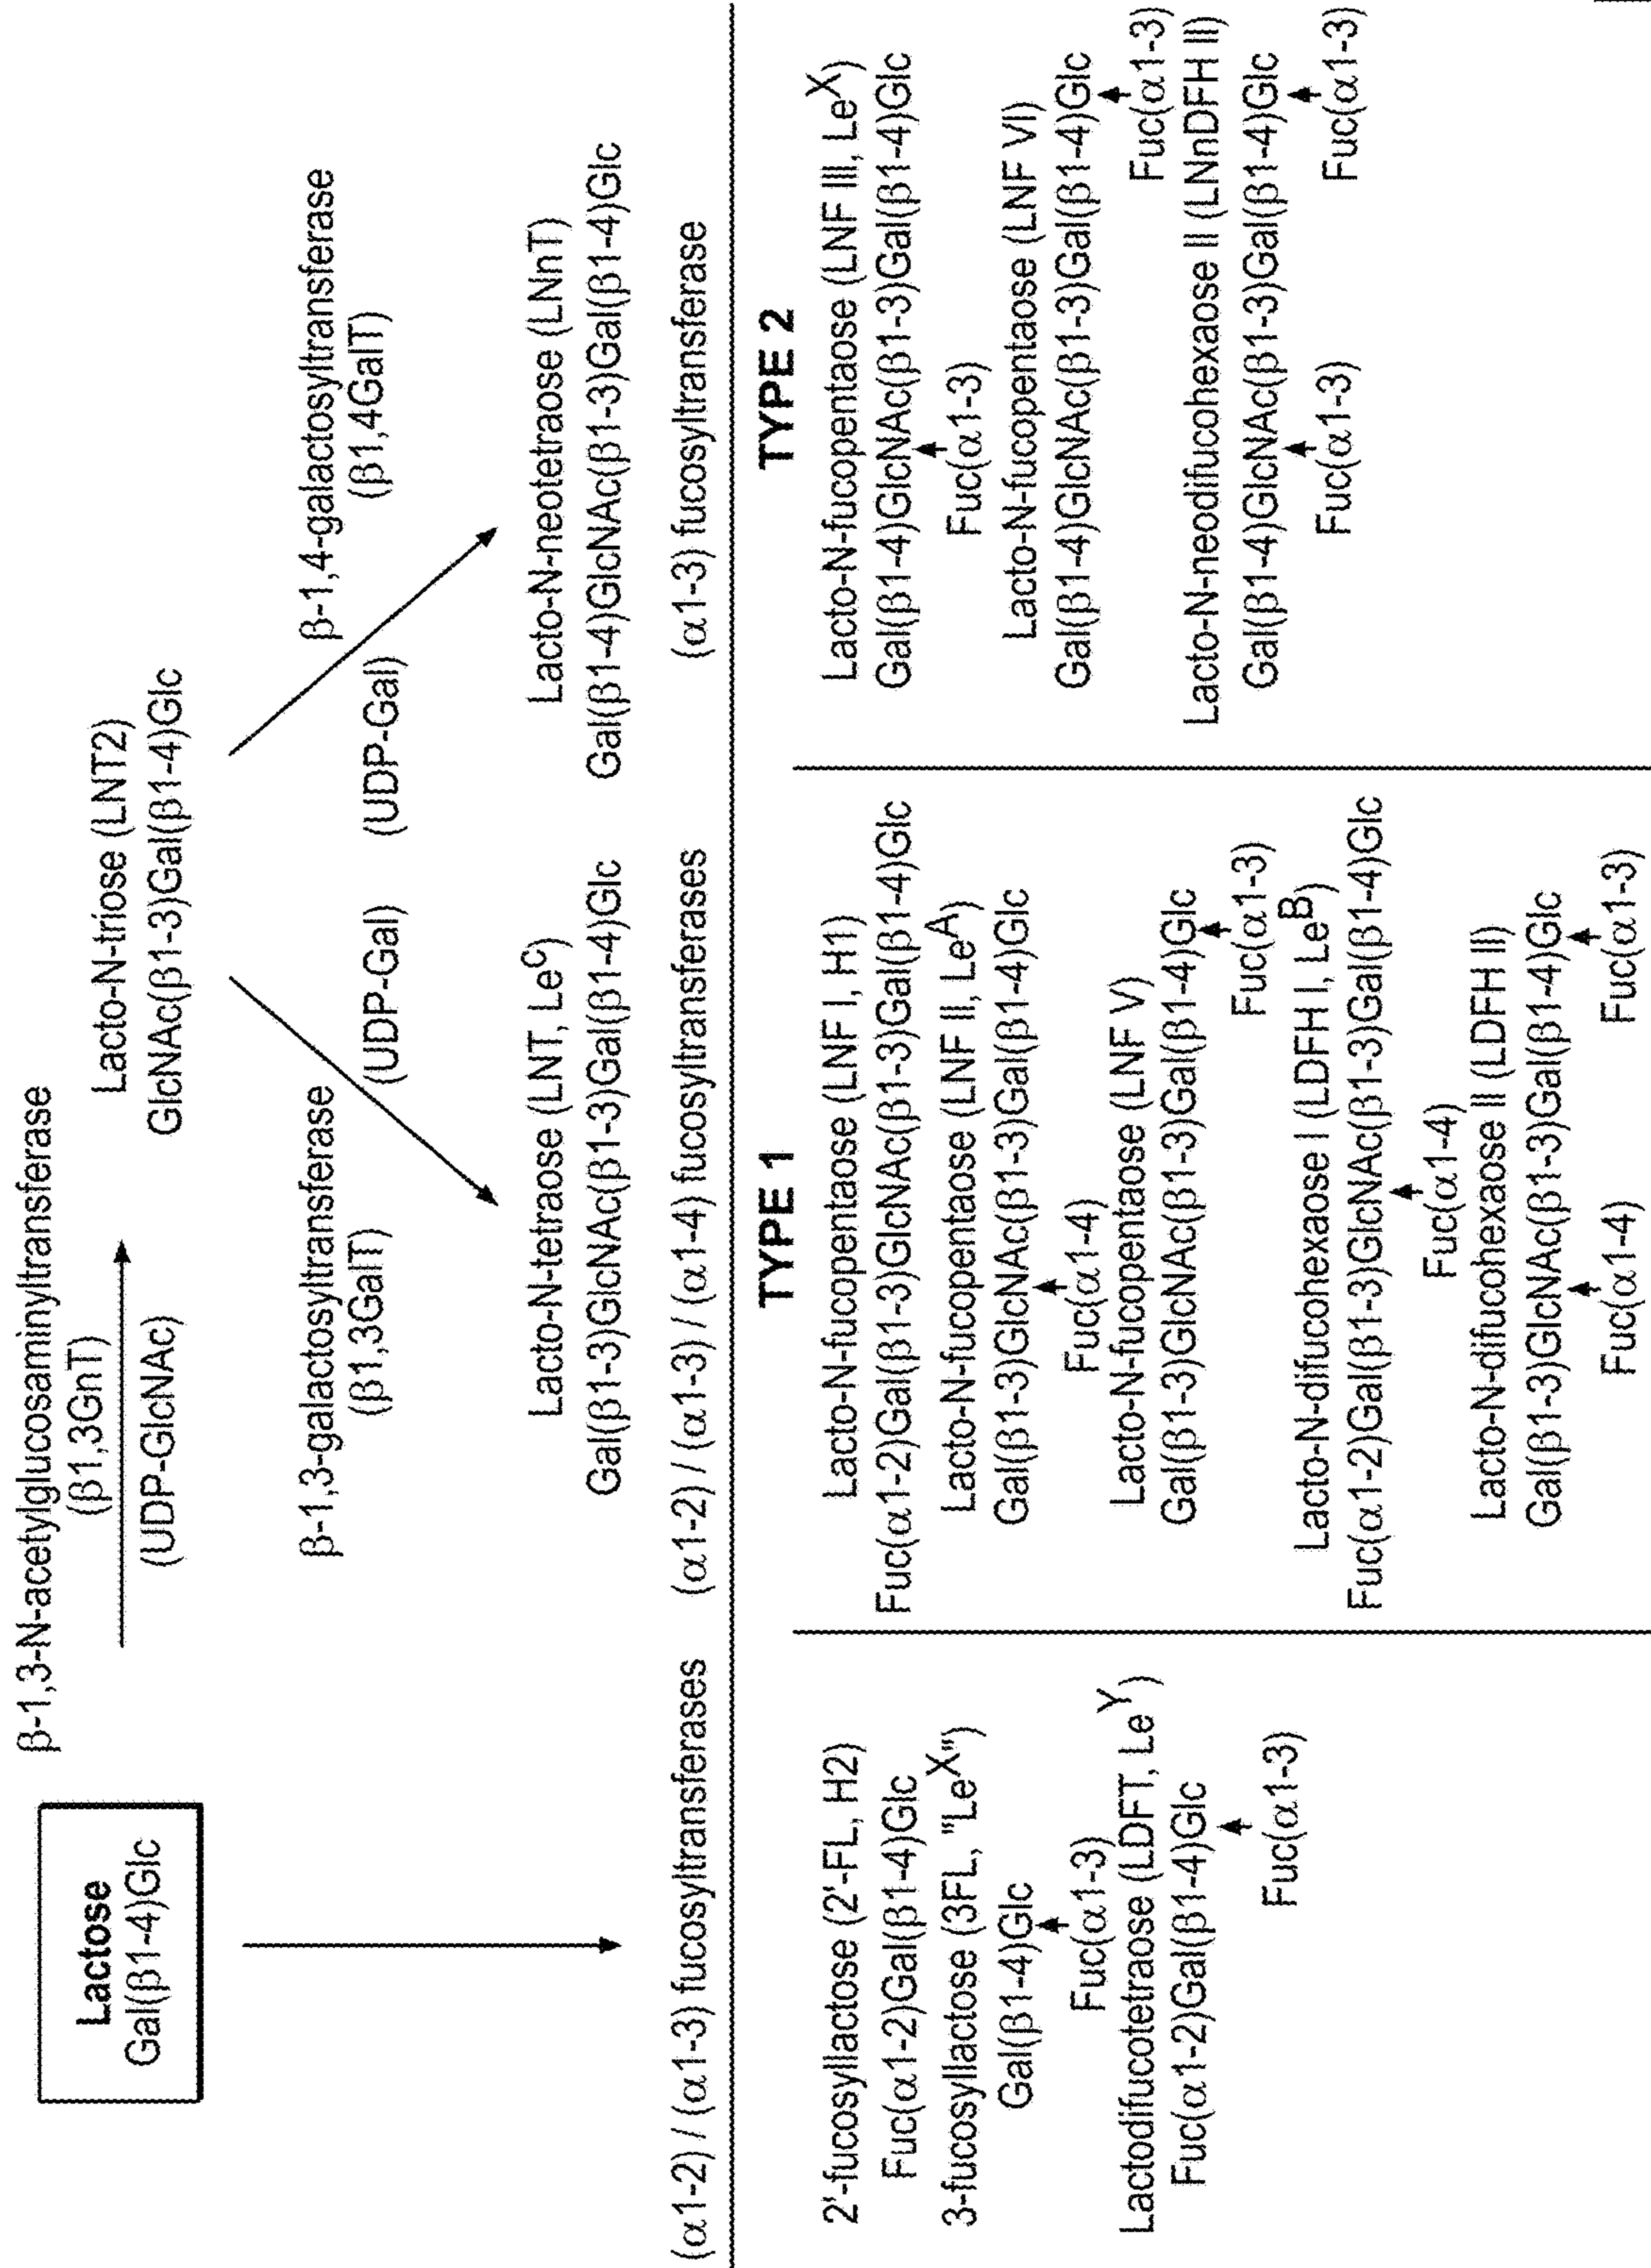 Lactose
Gal(β1-4)Glc
β-1,3-N-acetylglucosaminyltransferase
(β1,3GnT)
(UDP-GlcNAc)
Lacto-N-triose (LNT2)
GlcNAc(β1-3)Gal(β1-4)Glc
β-1,3-galactosyltransferase
(β1,3GalT)
(UDP-Gal)
(UDP-Gal)
β-1,4-galactosyltransferase
(β1,4GalT)
Lacto-N-tetraose (LNT, Le^C)
Gal(β1-3)GlcNAc(β1-3)Gal(β1-4)Glc
Lacto-N-neotetraose (LNnT)
Gal(β1-4)GlcNAc(β1-3)Gal(β1-4)Glc
(α1-2) / (α1-3) fucosyltransferases
(α1-2) / (α1-3) / (α1-4) fucosyltransferases
(α1-3) fucosyltransferase
2'-fucosyllactose (2'-FL, H2)
Fuc(α1-2)Gal(β1-4)Glc
3-fucosyllactose (3FL, "Le^X")
Gal(β1-4)Glc
Fuc(α1-3)
Lactodifucotetraose (LDFT, Le^Y)
Fuc(α1-2)Gal(β1-4)Glc
Fuc(α1-3)
TYPE 1
Lacto-N-fucopentaose (LNF I, H1)
Fuc(α1-2)Gal(β1-3)GlcNAc(β1-3)Gal(β1-4)Glc
Lacto-N-fucopentaose (LNF II, Le^A)
Gal(β1-3)GlcNAc(β1-3)Gal(β1-4)Glc
Fuc(α1-4)
Lacto-N-fucopentaose (LNF V)
Gal(β1-3)GlcNAc(β1-3)Gal(β1-4)Glc
Fuc(α1-3)
Lacto-N-difucohexaose I (LDFH I, Le^B)
Fuc(α1-2)Gal(β1-3)GlcNAc(β1-3)Gal(β1-4)Glc
Fuc(α1-4)
Lacto-N-difucohexaose II (LDFH II)
Gal(β1-3)GlcNAc(β1-3)Gal(β1-4)Glc
Fuc(α1-4) Fuc(α1-3)
TYPE 2
Lacto-N-fucopentaose (LNF III, Le^X)
Gal(β1-4)GlcNAc(β1-3)Gal(β1-4)Glc
Fuc(α1-3)
Lacto-N-fucopentaose (LNF VI)
Gal(β1-4)GlcNAc(β1-3)Gal(β1-4)Glc
Fuc(α1-3)
Lacto-N-neodifucohexaose II (LNnDFH II)
Gal(β1-4)GlcNAc(β1-3)Gal(β1-4)Glc
Fuc(α1-3) Fuc(α1-3)